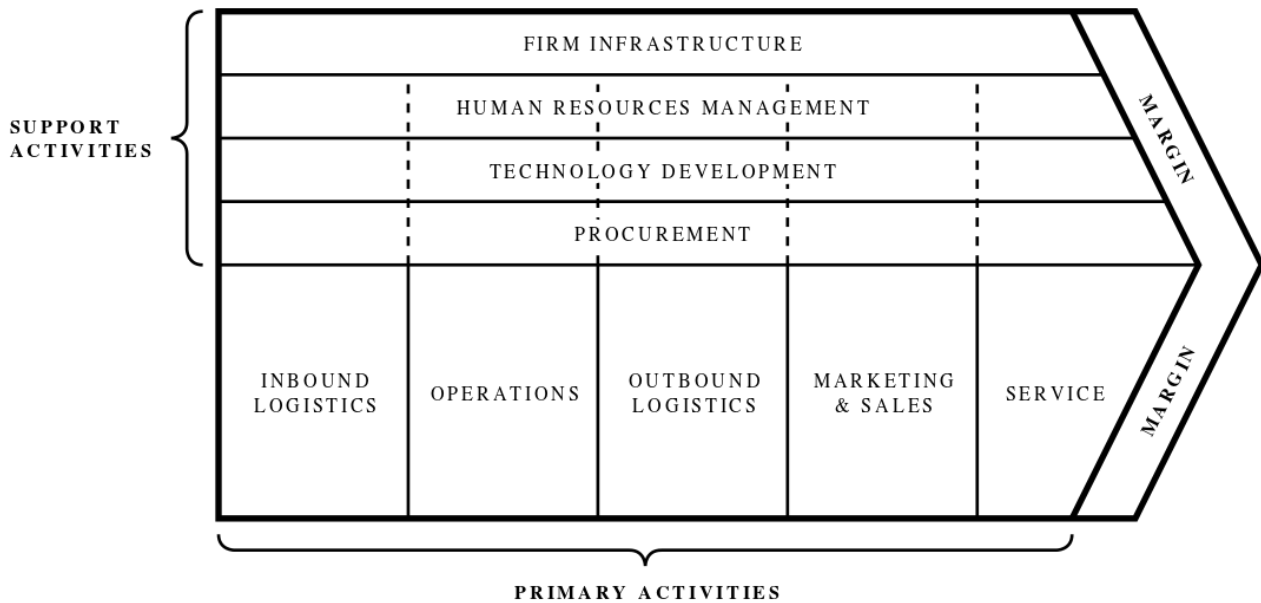 FIRM INFRASTRUCTURE
HUMAN RESOURCES MANAGEMENT
SUPPORT
ACTIVITIES
TECHNOLOGY DEVELOPMENT
PROCUREMENT
MARGIN
INBOUND
LOGISTICS
OPERATIONS
OUTBOUND
LOGISTICS
MARKETING
& SALES
SERVICE
MARGIN
PRIMARY ACTIVITIES